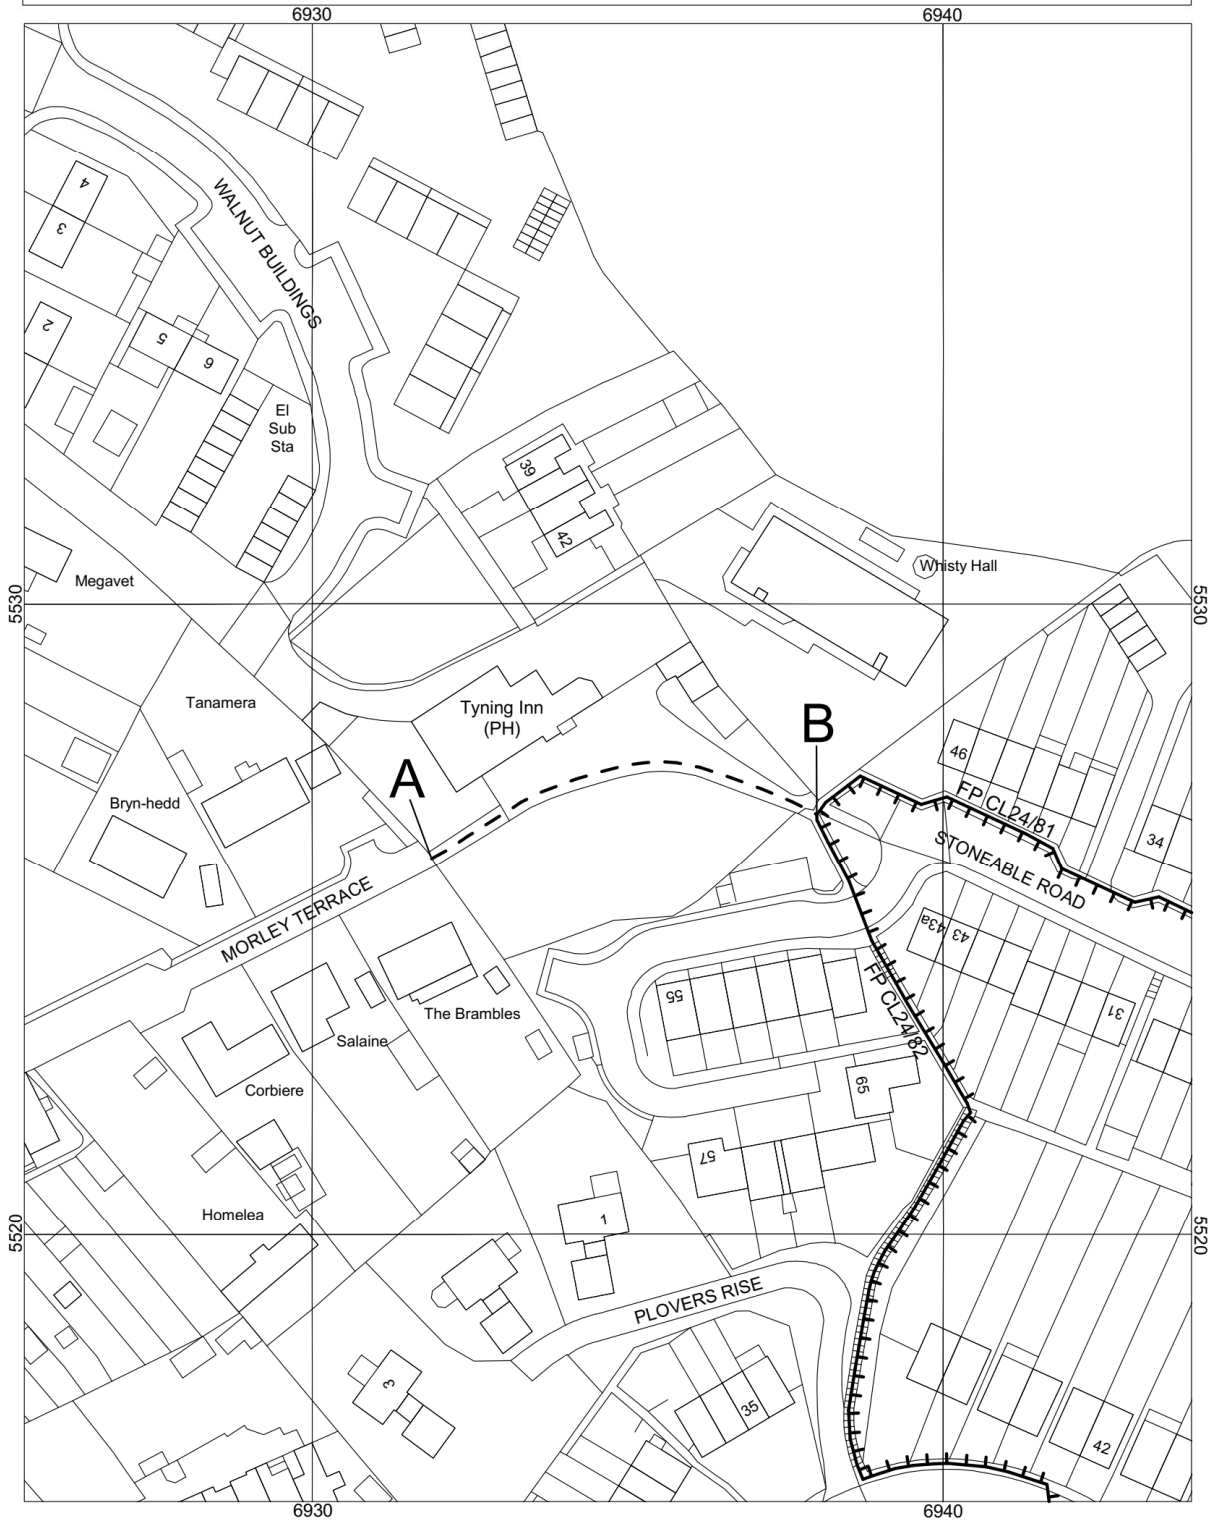 6930
6940
4
3
WALNUT BUILDINGS
2
5
6
El
Sub
Sta
39
42
Megavet
Whisty Hall
5530
5530
Tanamera
Tyning Inn
(PH)
B
46
A
Bryn-hedd
FP CL24/81
34
STONEABLE ROAD
MORLEY TERRACE
43a
43
55
FP CL24/82
31
The Brambles
Salaine
Corbiere
65
57
Homelea
1
5520
5520
PLOVERS RISE
3
35
42
6930
6940